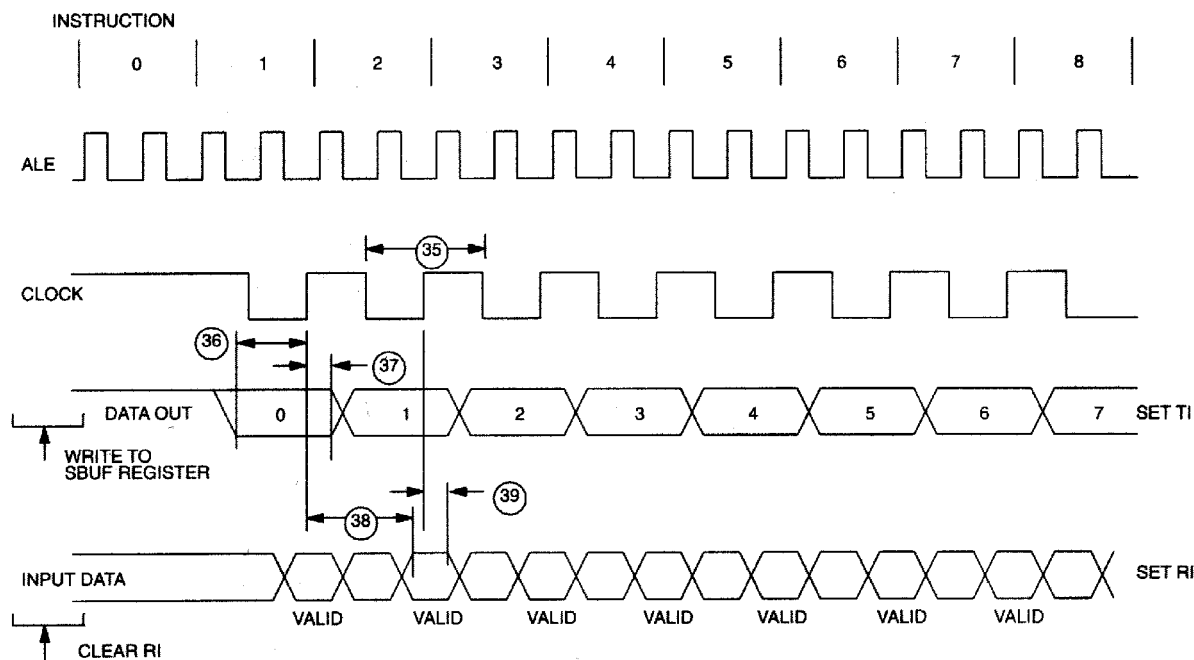 INSTRUCTION
0 1 2 3 4 5 6 7 8
ALE
35
CLOCK
36
37
DATA OUT 0 1 2 3 4 5 6 7 SET TI
WRITE TO
SBUF REGISTER
39
38
INPUT DATA SET RI
VALID VALID VALID VALID VALID VALID VALID
CLEAR RI